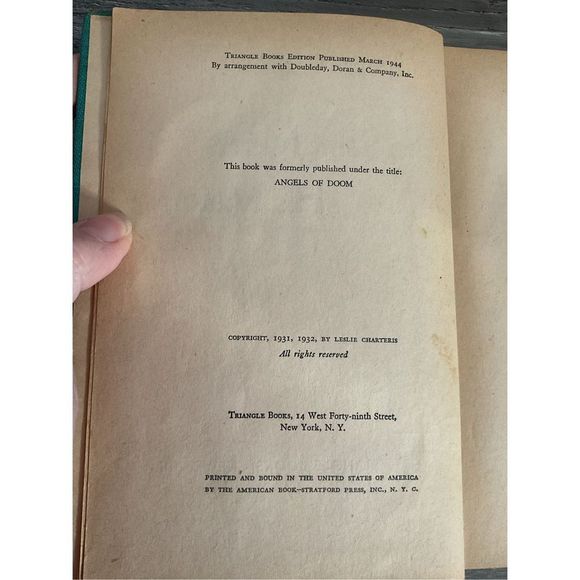 Triangle Books Edition Published March 1944
By arrangement with Doubleday, Doran & Company, Inc.
This book was formerly published under the title:
ANGELS OF DOOM
COPYRIGHT, 1931, 1932, BY LESLIE CHARTERIS
All rights reserved
Triangle Books, 14 West Forty-ninth Street,
New York, N. Y.
PRINTED AND BOUND IN THE UNITED STATES OF AMERICA
BY THE AMERICAN BOOK—STRATFORD PRESS, INC., N. Y. C.